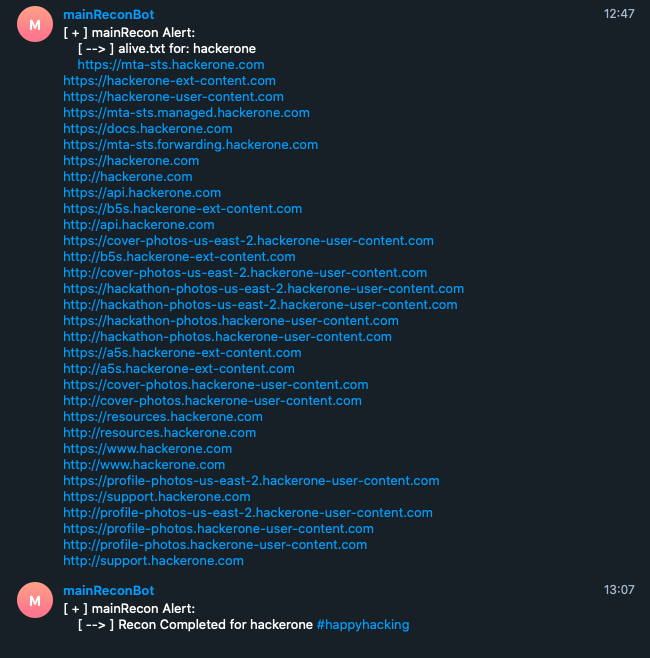 mainReconBot 12:47
M
[ + ] mainRecon Alert:
[ --> ] alive.txt for: hackerone
https://mta-sts.hackerone.com
https://hackerone-ext-content.com
https://hackerone-user-content.com
https://mta-sts.managed.hackerone.com
https://docs.hackerone.com
https://mta-sts.forwarding.hackerone.com
https://hackerone.com
http://hackerone.com
https://api.hackerone.com
https://b5s.hackerone-ext-content.com
http://api.hackerone.com
https://cover-photos-us-east-2.hackerone-user-content.com
http://b5s.hackerone-ext-content.com
http://cover-photos-us-east-2.hackerone-user-content.com
https://hackathon-photos-us-east-2.hackerone-user-content.com
http://hackathon-photos-us-east-2.hackerone-user-content.com
https://hackathon-photos.hackerone-user-content.com
http://hackathon-photos.hackerone-user-content.com
https://a5s.hackerone-ext-content.com
http://a5s.hackerone-ext-content.com
https://cover-photos.hackerone-user-content.com
http://cover-photos.hackerone-user-content.com
https://resources.hackerone.com
http://resources.hackerone.com
https://www.hackerone.com
http://www.hackerone.com
https://profile-photos-us-east-2.hackerone-user-content.com
https://support.hackerone.com
http://profile-photos-us-east-2.hackerone-user-content.com
https://profile-photos.hackerone-user-content.com
http://profile-photos.hackerone-user-content.com
http://support.hackerone.com
mainReconBot 13:07
M
[ + ] mainRecon Alert:
[ --> ] Recon Completed for hackerone #happyhacking